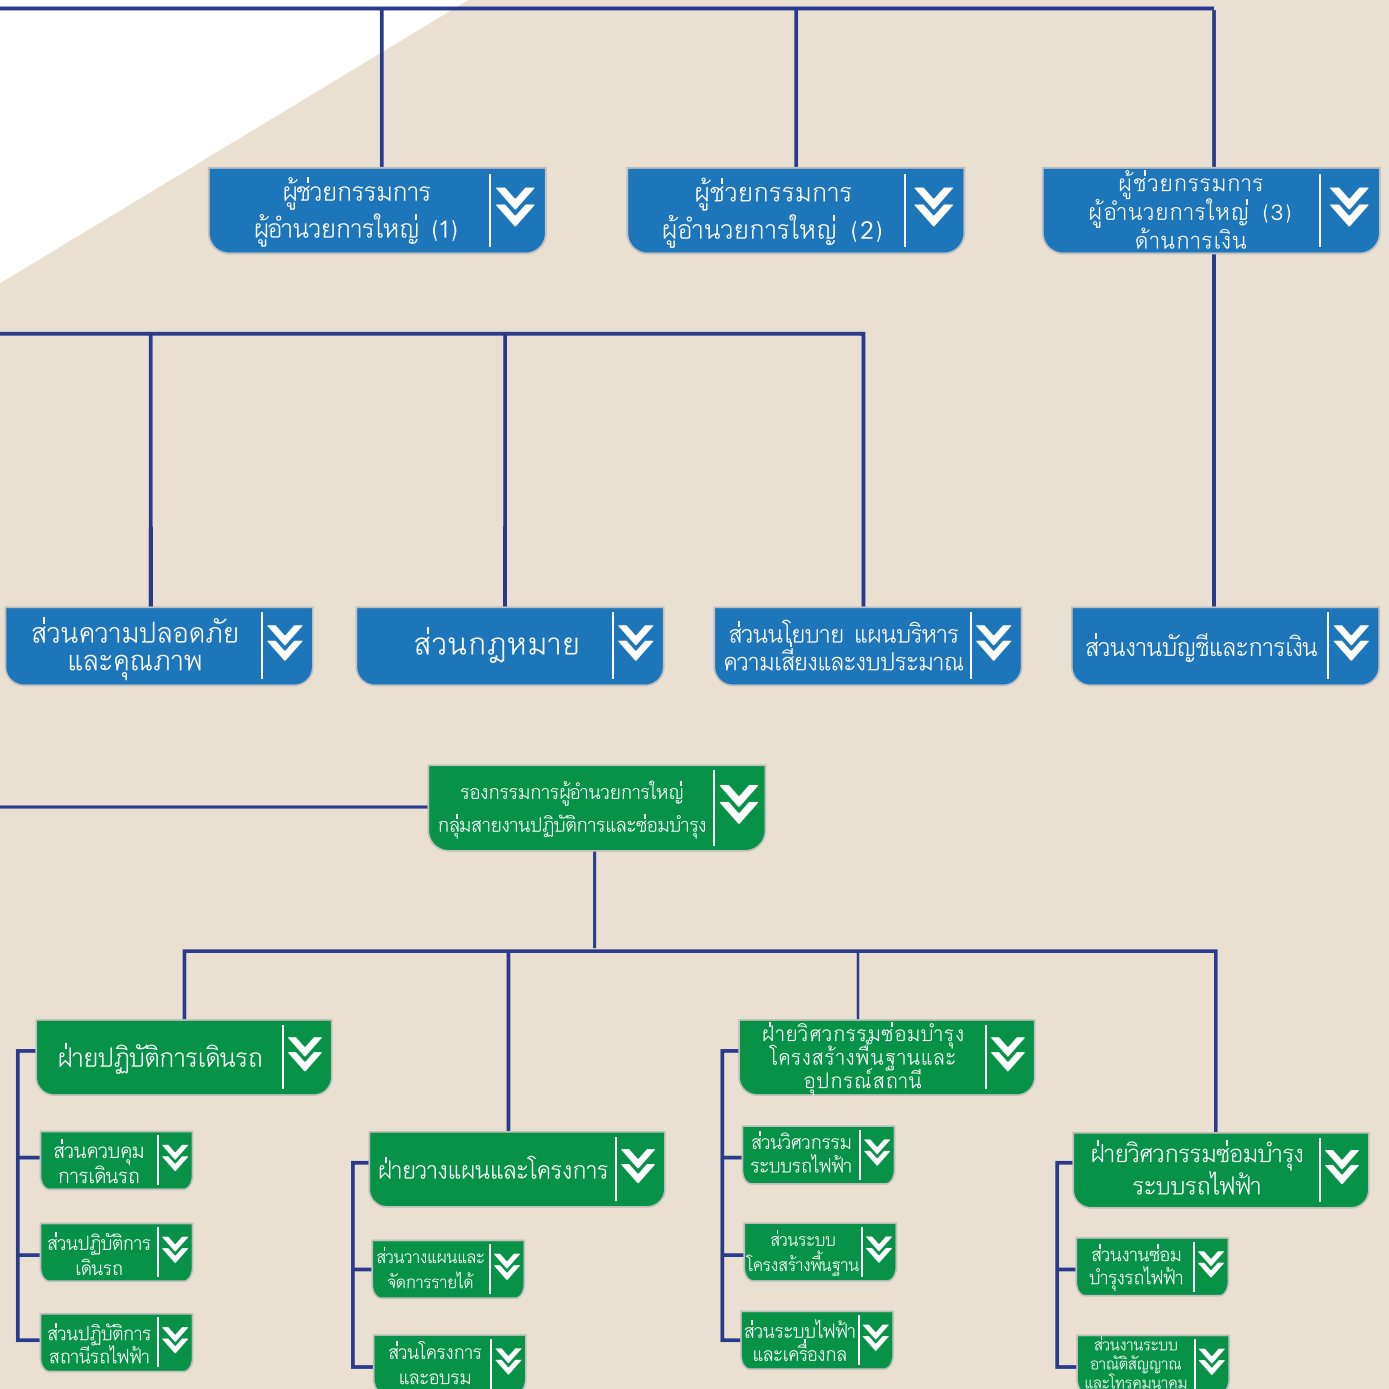 ผู้ช่วยกรรมการ
ผู้อำนวยการใหญ่ (1)
ผู้ช่วยกรรมการ
ผู้อำนวยการใหญ่ (2)
ผู้ช่วยกรรมการ
ผู้อำนวยการใหญ่ (3)
ด้านการเงิน
ส่วนความปลอดภัย
และคุณภาพ
ส่วนกฎหมาย
ส่วนนโยบาย แผนบริหาร
ความเสี่ยงและงบประมาณ
ส่วนงานบัญชีและการเงิน
รองกรรมการผู้อำนวยการใหญ่
กลุ่มสายงานปฏิบัติการและซ่อมบำรุง
ฝ่ายปฏิบัติการเดินรถ
ส่วนควบคุม
การเดินรถ
ส่วนปฏิบัติการ
เดินรถ
ส่วนปฏิบัติการ
สถานีรถไฟฟ้า
ฝ่ายวางแผนและโครงการ
ส่วนวางแผนและ
จัดการรายได้
ส่วนโครงการ
และอบรม
ฝ่ายวิศวกรรมซ่อมบำรุง
โครงสร้างพื้นฐานและ
อุปกรณ์สถานี
ส่วนวิศวกรรม
ระบบรถไฟฟ้า
ส่วนระบบ
โครงสร้างพื้นฐาน
ส่วนระบบไฟฟ้า
และเครื่องกล
ฝ่ายวิศวกรรมซ่อมบำรุง
ระบบรถไฟฟ้า
ส่วนงานซ่อม
บำรุงรถไฟฟ้า
ส่วนงานระบบ
อาณัติสัญญาณ
และโทรคมนาคม